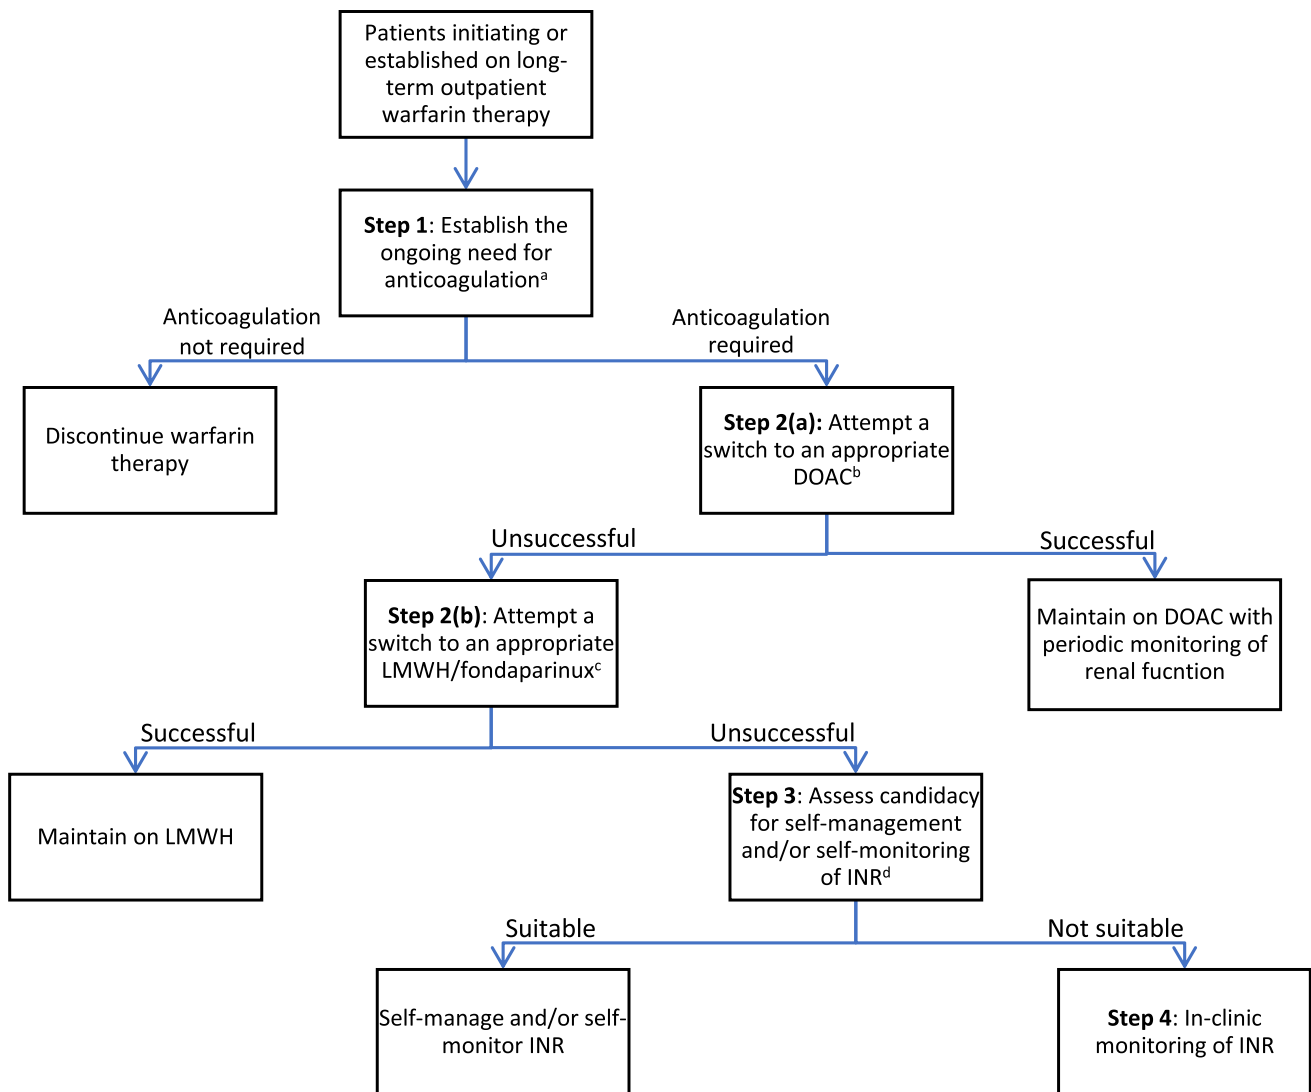 Patients initiating or
established on long-
term outpatient
warfarin therapy
Step 1: Establish the
ongoing need for
anticoagulationᵃ
Anticoagulation
not required
Anticoagulation
required
Discontinue warfarin
therapy
Step 2(a): Attempt a
switch to an appropriate
DOACᵇ
Unsuccessful
Successful
Step 2(b): Attempt a
switch to an appropriate
LMWH/fondaparinuxᶜ
Maintain on DOAC with
periodic monitoring of
renal fucntion
Successful
Unsuccessful
Maintain on LMWH
Step 3: Assess candidacy
for self-management
and/or self-monitoring
of INRᵈ
Suitable
Not suitable
Self-manage and/or self-
monitor INR
Step 4: In-clinic
monitoring of INR